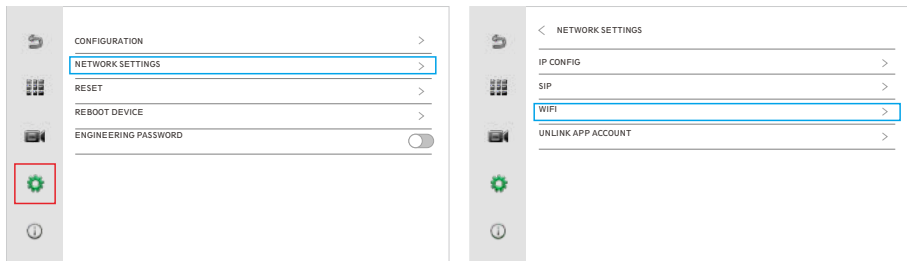 CONFIGURATION
NETWORK SETTINGS
RESET
REBOOT DEVICE
ENGINEERING PASSWORD
NETWORK SETTINGS
IP CONFIG
SIP
WIFI
UNLINK APP ACCOUNT